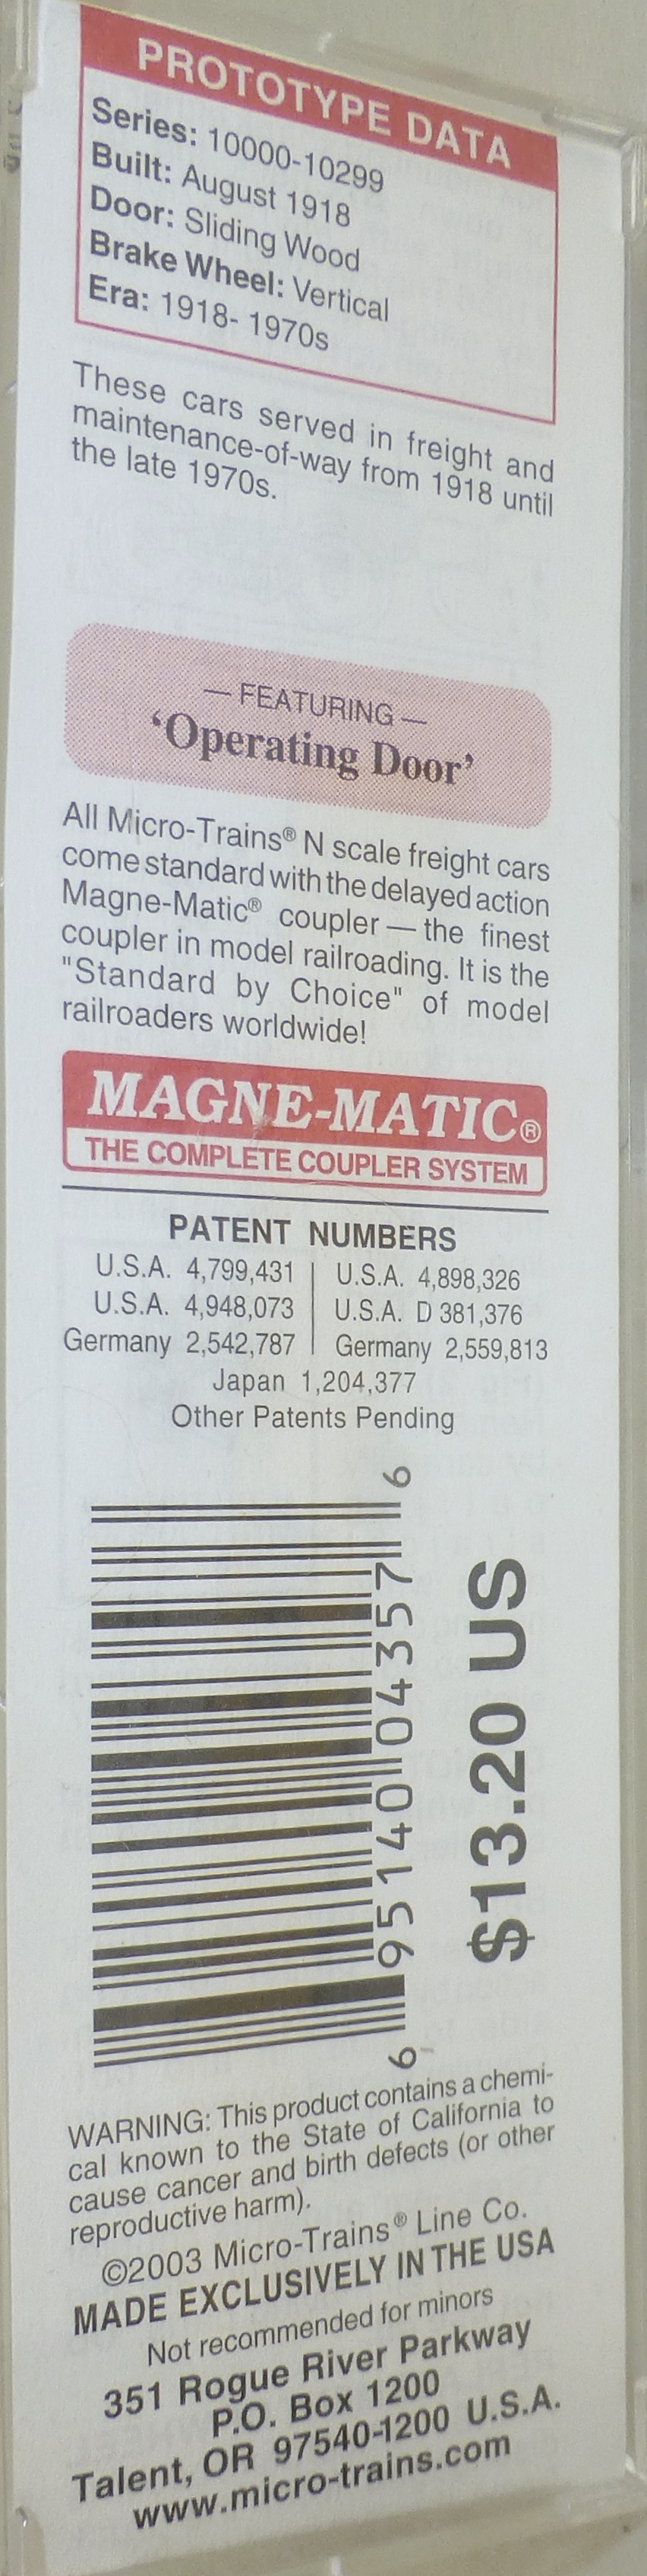 PROTOTYPE DATA
Series: 10000-10299
Built: August 1918
Door: Sliding Wood
Brake Wheel: Vertical
Era: 1918- 1970s
These cars served in freight and
maintenance-of-way from 1918 until
the late 1970s.
— FEATURING —
‘Operating Door’
All Micro-Trains® N scale freight cars
come standard with the delayed action
Magne-Matic® coupler — the finest
coupler in model railroading. It is the
"Standard by Choice" of model
railroaders worldwide!
MAGNE-MATIC®
THE COMPLETE COUPLER SYSTEM
PATENT NUMBERS
U.S.A. 4,799,431 | U.S.A. 4,898,326
U.S.A. 4,948,073 | U.S.A. D 381,376
Germany 2,542,787 | Germany 2,559,813
Japan 1,204,377
Other Patents Pending
6 95140 04357 6
$13.20 US
WARNING: This product contains a chemi-
cal known to the State of California to
cause cancer and birth defects (or other
reproductive harm).
©2003 Micro-Trains® Line Co.
MADE EXCLUSIVELY IN THE USA
Not recommended for minors
351 Rogue River Parkway
P.O. Box 1200
Talent, OR 97540-1200 U.S.A.
www.micro-trains.com